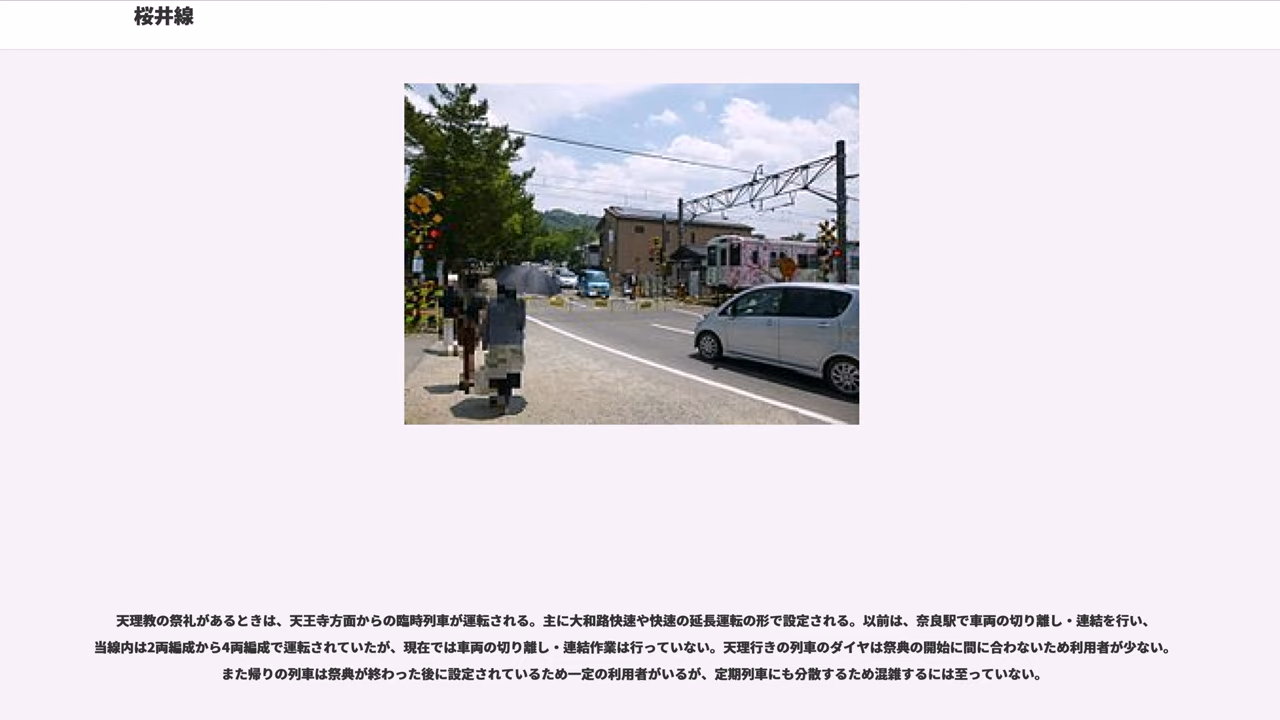 桜井線
天理教の祭礼があるときは、天王寺方面からの臨時列車が運転される。主に大和路快速や快速の延長運転の形で設定される。以前は、奈良駅で車両の切り離し・連結を行い、
当線内は2両編成から4両編成で運転されていたが、現在では車両の切り離し・連結作業は行っていない。天理行きの列車のダイヤは祭典の開始に間に合わないため利用者が少ない。
また帰りの列車は祭典が終わった後に設定されているため一定の利用者がいるが、定期列車にも分散するため混雑するには至っていない。